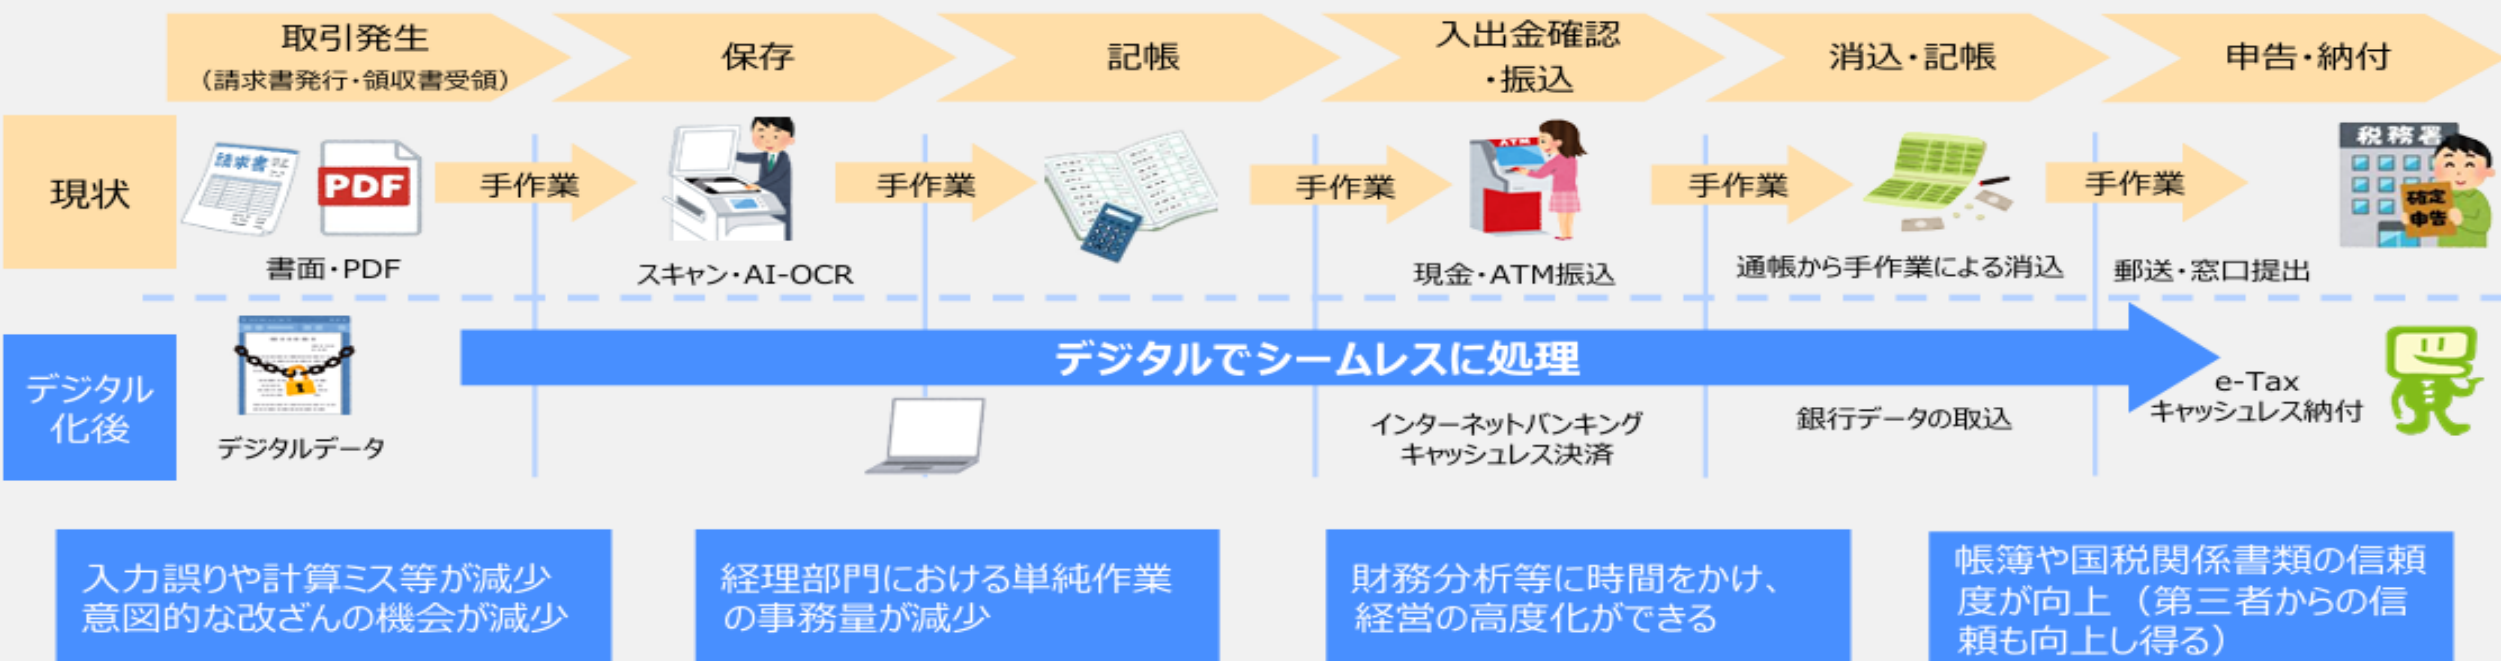 取引発生
（請求書発行・領収書受領）
保存
記帳
入出金確認
・振込
消込・記帳
申告・納付
現状
請求書
PDF
書面・PDF
手作業
スキャン・AI-OCR
手作業
手作業
ATM
現金・ATM振込
手作業
通帳から手作業による消込
手作業
税務署
確定
申告
郵送・窓口提出
デジタル
化後
デジタルデータ
デジタルでシームレスに処理
インターネットバンキング
キャッシュレス決済
銀行データの取込
e-Tax
キャッシュレス納付
入力誤りや計算ミス等が減少
意図的な改ざんの機会が減少
経理部門における単純作業
の事務量が減少
財務分析等に時間をかけ、
経営の高度化ができる
帳簿や国税関係書類の信頼
度が向上（第三者からの信
頼も向上し得る）